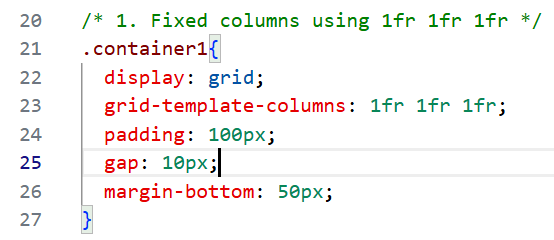 20 /* 1. Fixed columns using 1fr 1fr 1fr */
21 .container1{
22 display: grid;
23 grid-template-columns: 1fr 1fr 1fr;
24 padding: 100px;
25 gap: 10px;
26 margin-bottom: 50px;
27 }